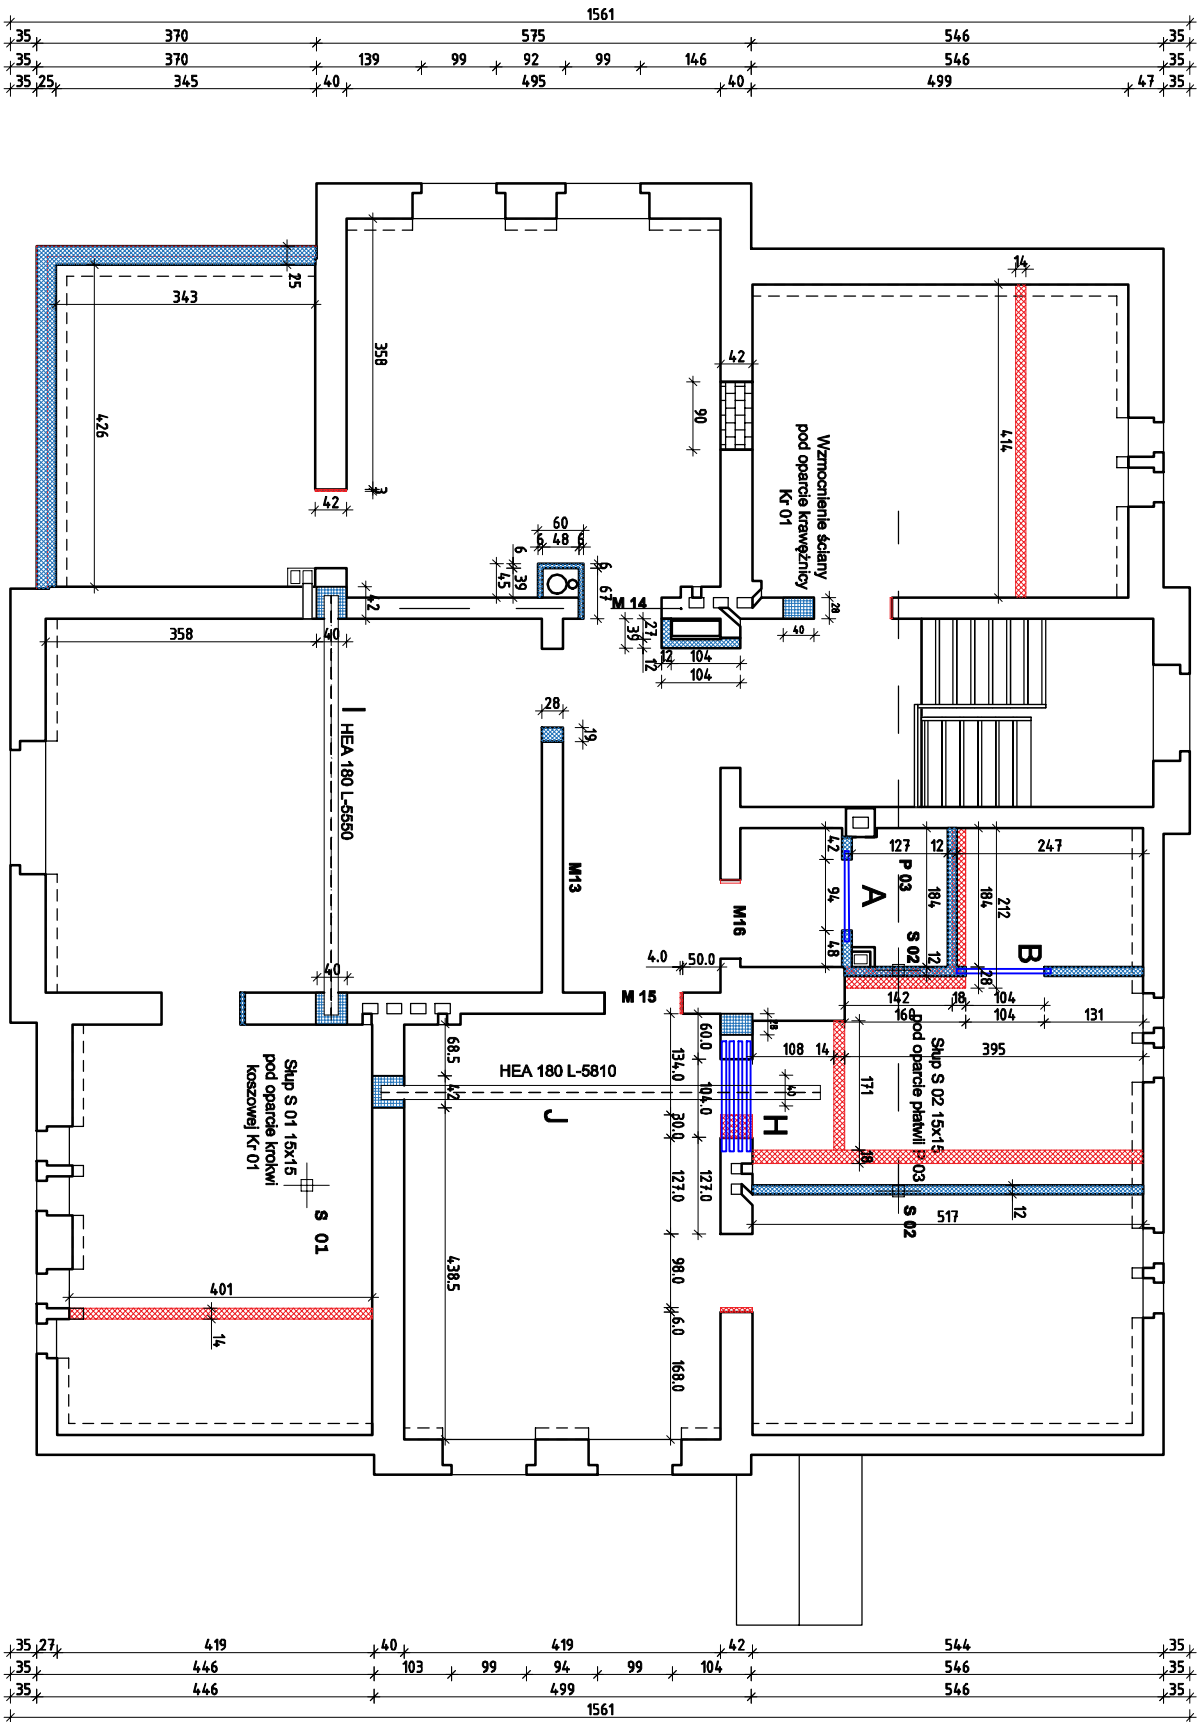 1561
35 370 575 546 35
35 370 139 99 92 99 146 546 35
35 25 345 40 495 40 499 47 35
14
25
343
358
42
90
426
414
Wzmocnienie ściany
pod oparcie krawężnicy
Kr 01
3
42
60
6 48 6
6
45
39
6
67
M 14
42
28
40
27
39
12
12 104
104
358
40
28
19
I
HEA 180 L-5550
M13
42
127
12
247
94
184
184
212
P 03
A
M16
48
S 02
12
B
28
4.0 50.0
40
M 15
142 18 104
160 104 131
60.0
28
68.5
134.0
108 14
395
HEA 180 L-5810
104.0
40
42
171
Słup S 02 15x15
pod oparcie płatwii P 03
Słup S 01 15x15
pod oparcie krokwi
koszowej Kr 01
J
H
30.0
18
127.0
127.0
12
S 01
S 02
517
438.5
98.0
401
14
6.0
168.0
35 27 419 40 419 42 544 35
35 446 103 99 94 99 104 546 35
35 446 499 546 35
1561